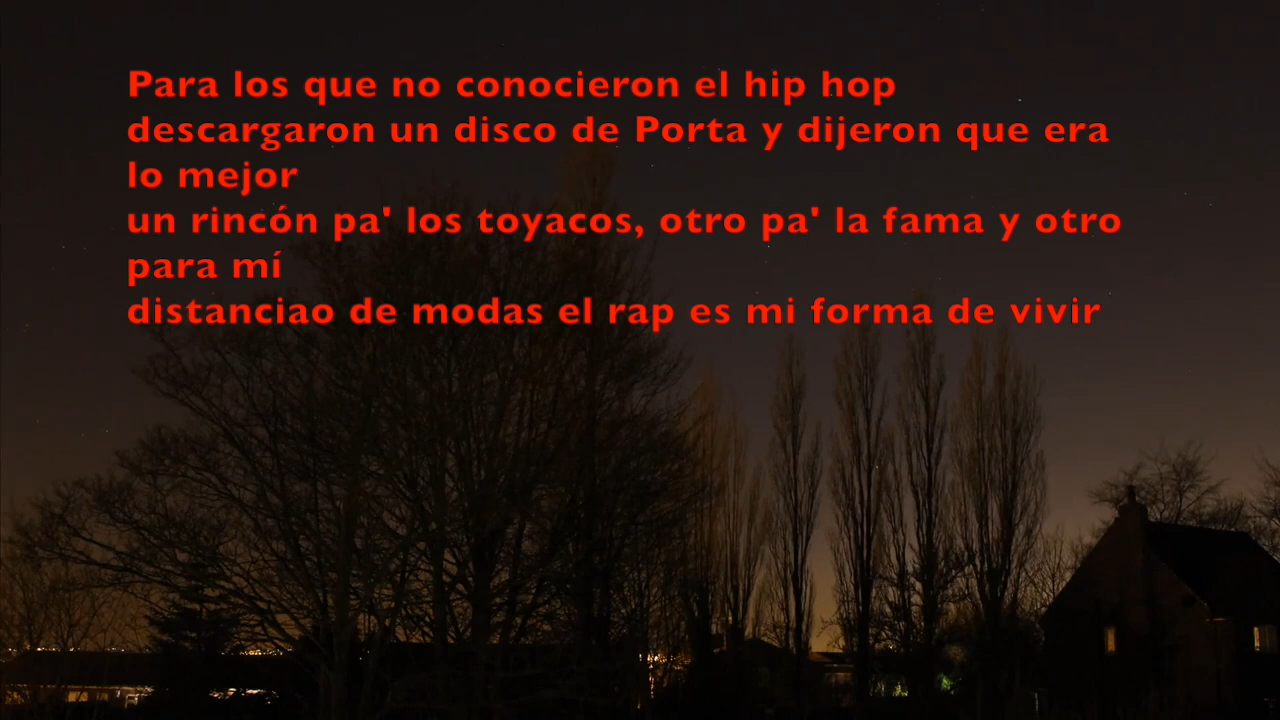 Para los que no conocieron el hip hop
descargaron un disco de Porta y dijeron que era
lo mejor
un rincón pa' los toyacos, otro pa' la fama y otro
para mí
distanciao de modas el rap es mi forma de vivir